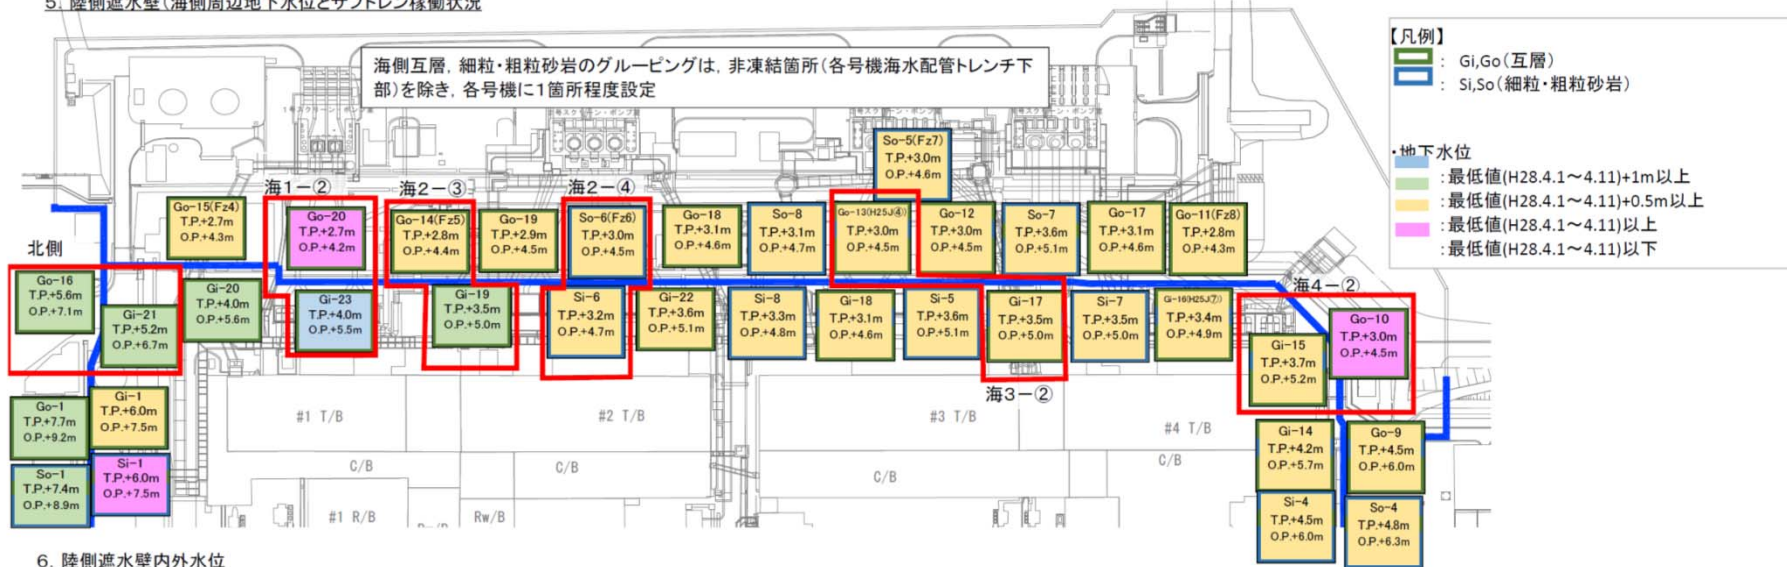 5. 陸側遮水壁(海側周辺地下水位とサブドレン稼働状況
海側互層, 細粒・粗粒砂岩のグルーピングは, 非凍結箇所(各号機海水配管トレンチ下
部)を除き, 各号機に1箇所程度設定
【凡例】
: Gi,Go(互層)
: Si,So(細粒・粗粒砂岩)
・地下水位
:最低値(H28.4.1~4.11)+1m以上
:最低値(H28.4.1~4.11)+0.5m以上
:最低値(H28.4.1~4.11)以上
:最低値(H28.4.1~4.11)以下
So-5(Fz7)
T.P.+3.0m
O.P.+4.6m
海1-②
海2-③
海2-④
Go-15(Fz4)
T.P.+2.7m
O.P.+4.3m
Go-20
T.P.+2.7m
O.P.+4.2m
Go-14(Fz5)
T.P.+2.8m
O.P.+4.4m
Go-19
T.P.+2.9m
O.P.+4.5m
So-6(Fz6)
T.P.+3.0m
O.P.+4.5m
Go-18
T.P.+3.1m
O.P.+4.6m
So-8
T.P.+3.1m
O.P.+4.7m
Go-13(H25J④)
T.P.+3.0m
O.P.+4.5m
Go-12
T.P.+3.0m
O.P.+4.5m
So-7
T.P.+3.6m
O.P.+5.1m
Go-17
T.P.+3.1m
O.P.+4.6m
Go-11(Fz8)
T.P.+2.8m
O.P.+4.3m
北側
Go-16
T.P.+5.6m
O.P.+7.1m
Gi-21
T.P.+5.2m
O.P.+6.7m
Gi-20
T.P.+4.0m
O.P.+5.6m
Gi-23
T.P.+4.0m
O.P.+5.5m
Gi-19
T.P.+3.5m
O.P.+5.0m
Si-6
T.P.+3.2m
O.P.+4.7m
Gi-22
T.P.+3.6m
O.P.+5.1m
Si-8
T.P.+3.3m
O.P.+4.8m
Gi-18
T.P.+3.1m
O.P.+4.6m
Si-5
T.P.+3.6m
O.P.+5.1m
Gi-17
T.P.+3.5m
O.P.+5.0m
Si-7
T.P.+3.5m
O.P.+5.0m
Gi-16(H25J⑦)
T.P.+3.4m
O.P.+4.9m
海4-②
Gi-15
T.P.+3.7m
O.P.+5.2m
Go-10
T.P.+3.0m
O.P.+4.5m
海3-②
Go-1
T.P.+7.7m
O.P.+9.2m
Gi-1
T.P.+6.0m
O.P.+7.5m
#1 T/B
#2 T/B
#3 T/B
#4 T/B
Gi-14
T.P.+4.2m
O.P.+5.7m
Go-9
T.P.+4.5m
O.P.+6.0m
So-1
T.P.+7.4m
O.P.+8.9m
Si-1
T.P.+6.0m
O.P.+7.5m
C/B
C/B
C/B
C/B
#1 R/B
Rw/B
Si-4
T.P.+4.5m
O.P.+6.0m
So-4
T.P.+4.8m
O.P.+6.3m
6. 陸側遮水壁内外水位